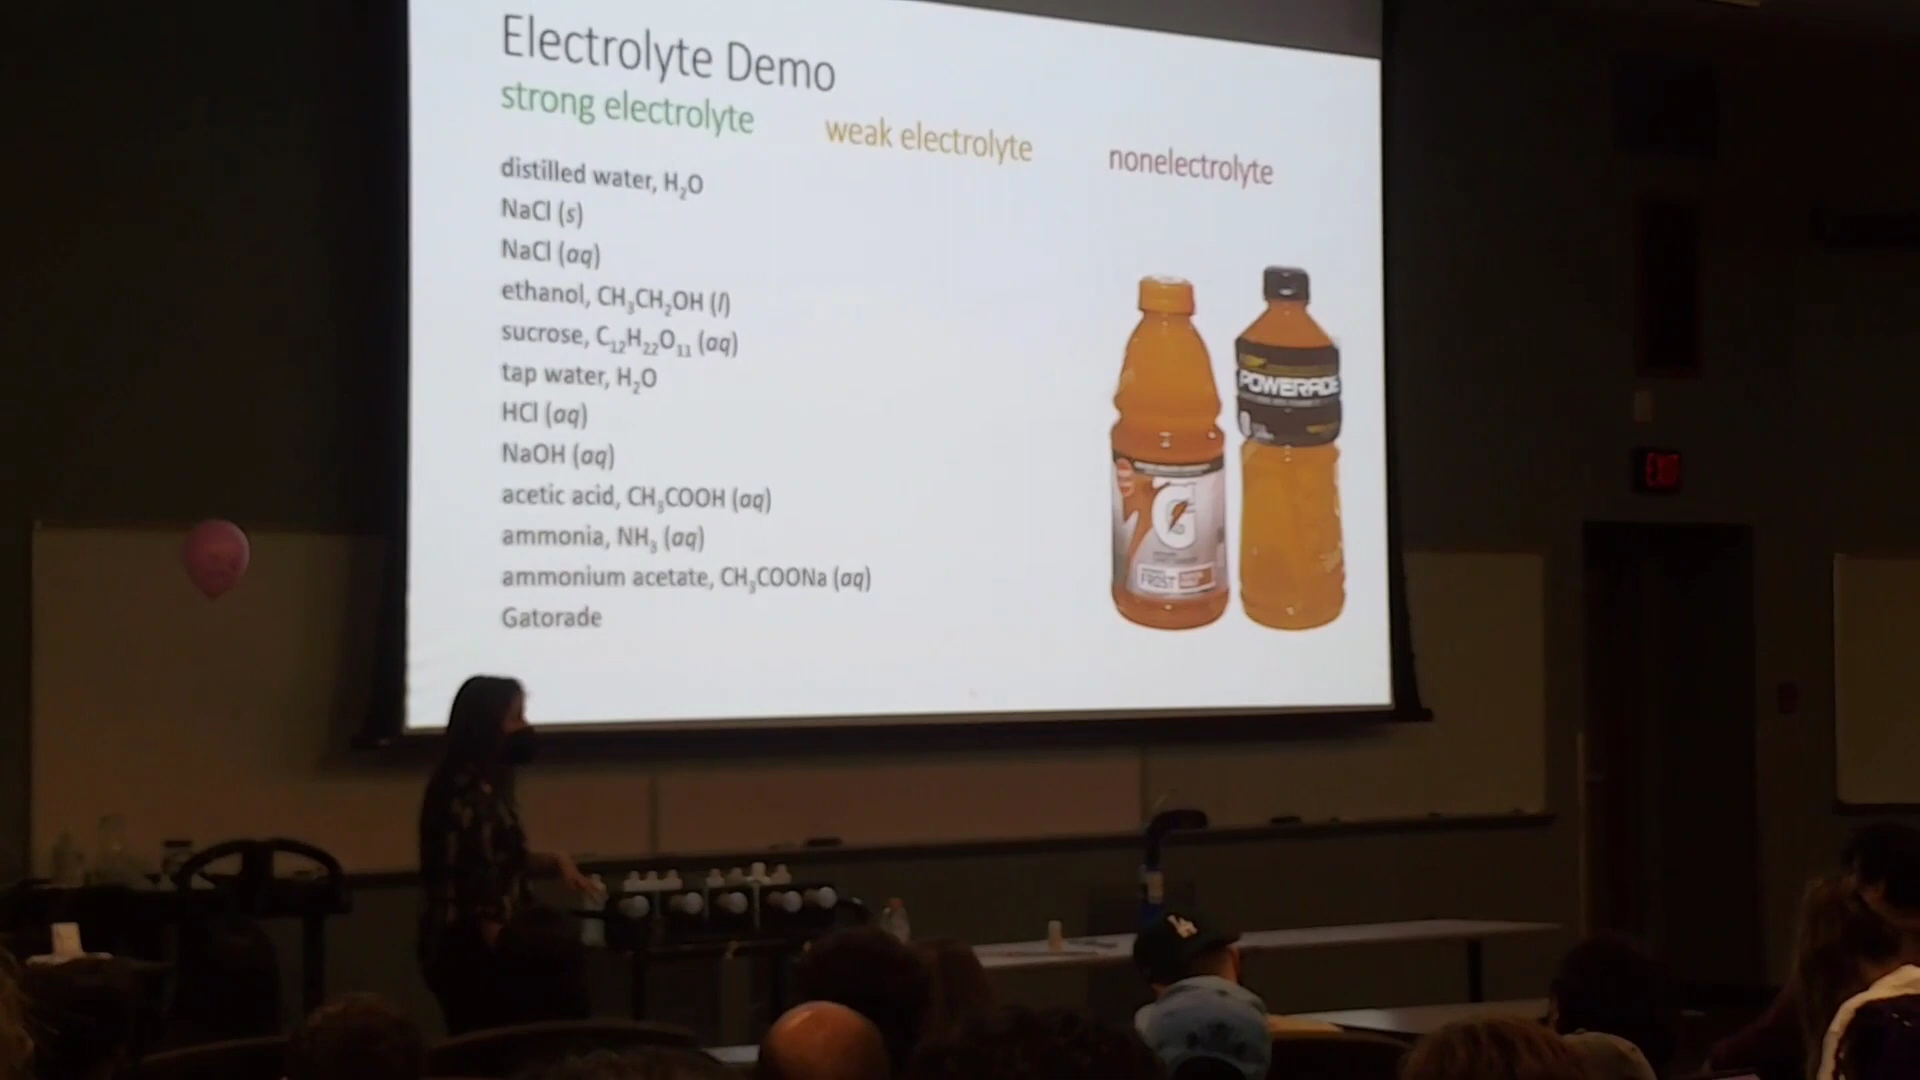 Electrolyte Demo
strong electrolyte weak electrolyte nonelectrolyte
distilled water, H₂O
NaCl (s)
NaCl (aq)
ethanol, CH₃CH₂OH (l)
sucrose, C₁₂H₂₂O₁₁ (aq)
tap water, H₂O
HCl (aq)
NaOH (aq)
acetic acid, CH₃COOH (aq)
ammonia, NH₃ (aq)
ammonium acetate, CH₃COONa (aq)
Gatorade
POWERADE
G
FROST
EXIT